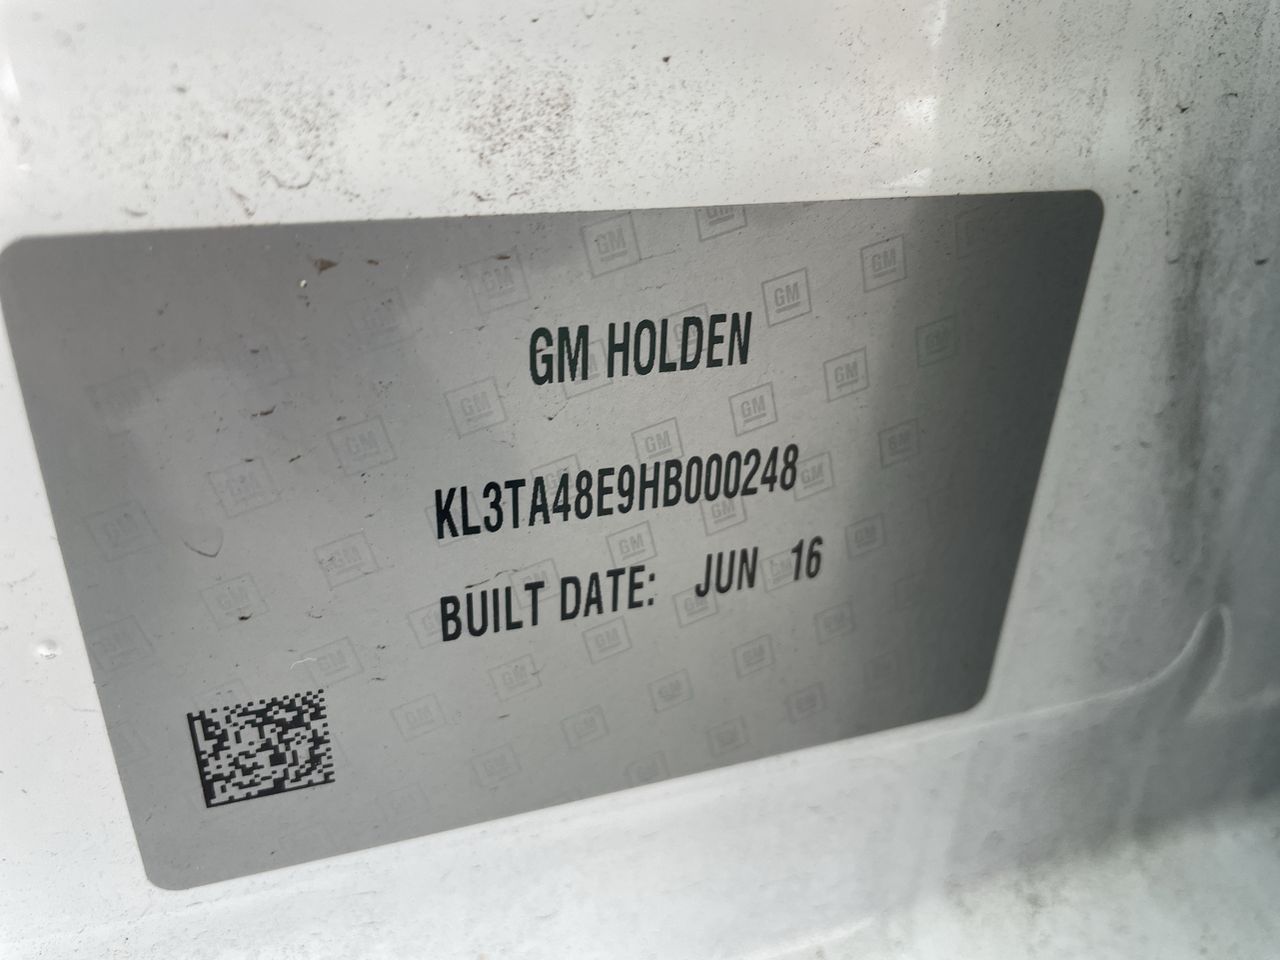 GM HOLDEN
KL3TA48E9HB000248
BUILT DATE: JUN 16